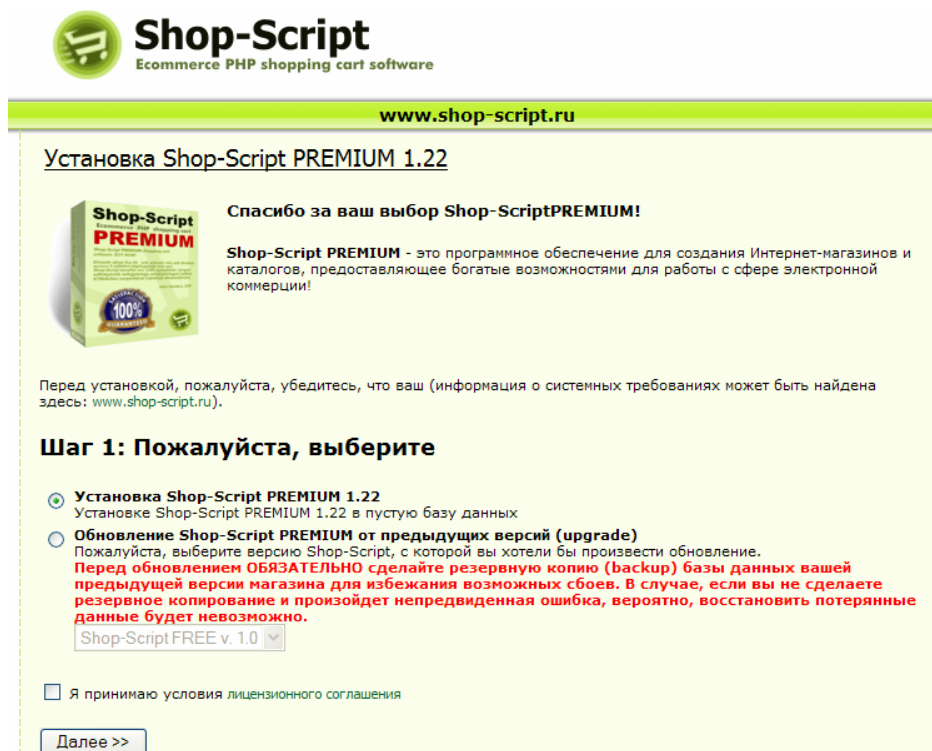 Shop-Script
Ecommerce PHP shopping cart software
www.shop-script.ru
Установка Shop-Script PREMIUM 1.22
Shop-Script
Ecommerce PHP shopping cart
PREMIUM
SATISFACTION
100%
GUARANTEED
Спасибо за ваш выбор Shop-ScriptPREMIUM!
Shop-Script PREMIUM - это программное обеспечение для создания Интернет-магазинов и
каталогов, предоставляющее богатые возможностями для работы с сфере электронной
коммерции!
Перед установкой, пожалуйста, убедитесь, что ваш (информация о системных требованиях может быть найдена
здесь: www.shop-script.ru).
Шаг 1: Пожалуйста, выберите
Установка Shop-Script PREMIUM 1.22
Установке Shop-Script PREMIUM 1.22 в пустую базу данных
Обновление Shop-Script PREMIUM от предыдущих версий (upgrade)
Пожалуйста, выберите версию Shop-Script, с которой вы хотели бы произвести обновление.
Перед обновлением ОБЯЗАТЕЛЬНО сделайте резервную копию (backup) базы данных вашей
предыдущей версии магазина для избежания возможных сбоев. В случае, если вы не сделаете
резервное копирование и произойдет непредвиденная ошибка, вероятно, восстановить потерянные
данные будет невозможно.
Shop-Script FREE v. 1.0
Я принимаю условия лицензионного соглашения
Далее >>